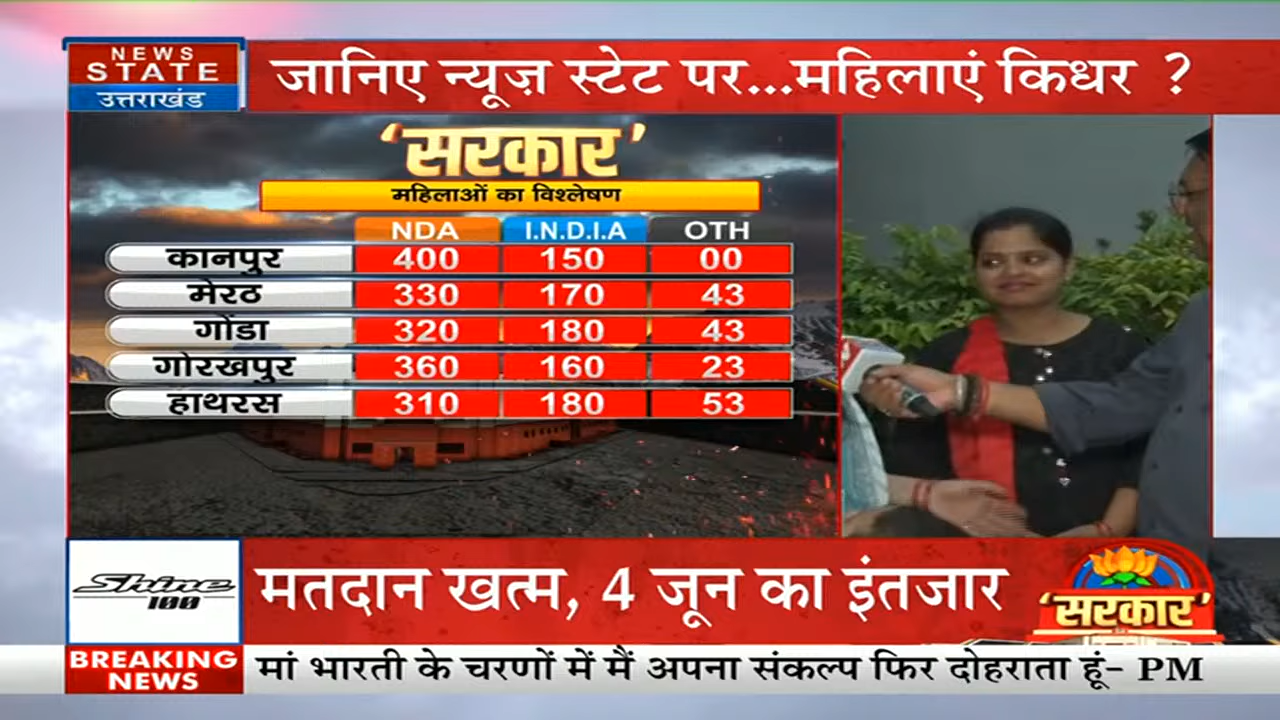 NEWS
STATE
उत्तराखंड
जानिए न्यूज़ स्टेट पर...महिलाएं किधर ?
'सरकार'
महिलाओं का विश्लेषण
NDA I.N.D.I.A OTH
कानपुर 400 150 00
मेरठ 330 170 43
गोंडा 320 180 43
गोरखपुर 360 160 23
हाथरस 310 180 53
Shine
100
मतदान खत्म, 4 जून का इंतजार
'सरकार'
BREAKING
NEWS
मां भारती के चरणों में मैं अपना संकल्प फिर दोहराता हूं- PM